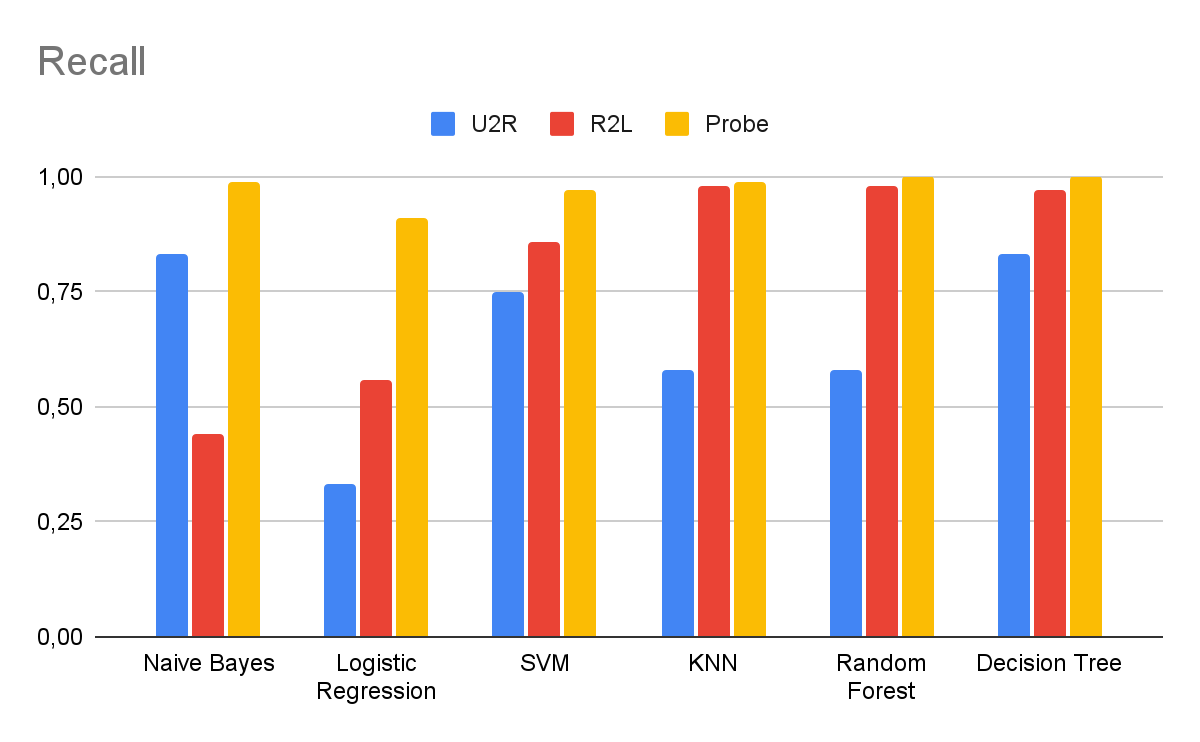 Recall
U2R R2L Probe
1,00
0,75
0,50
0,25
0,00
Naive Bayes Logistic Regression SVM KNN Random Forest Decision Tree